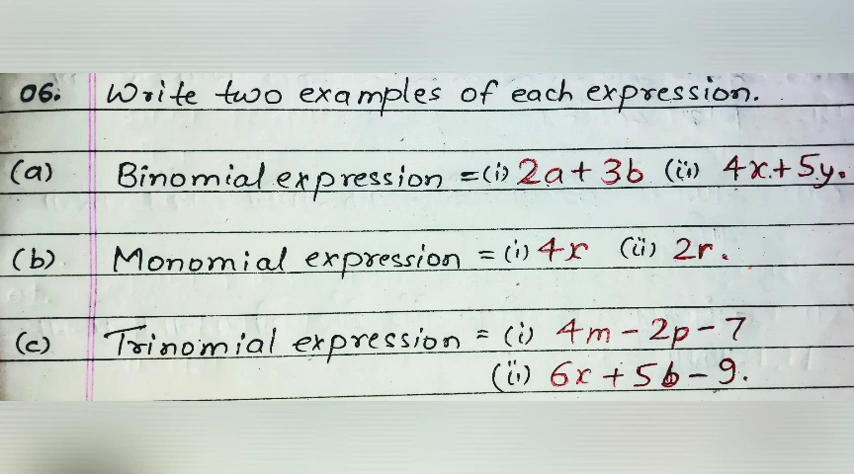 06. Write two examples of each expression.
(a) Binomial expression = (i) 2a + 3b (ii) 4x + 5y.
(b) Monomial expression = (i) 4x (ii) 2r.
(c) Trinomial expression = (i) 4m - 2p - 7
(ii) 6x + 5b - 9.